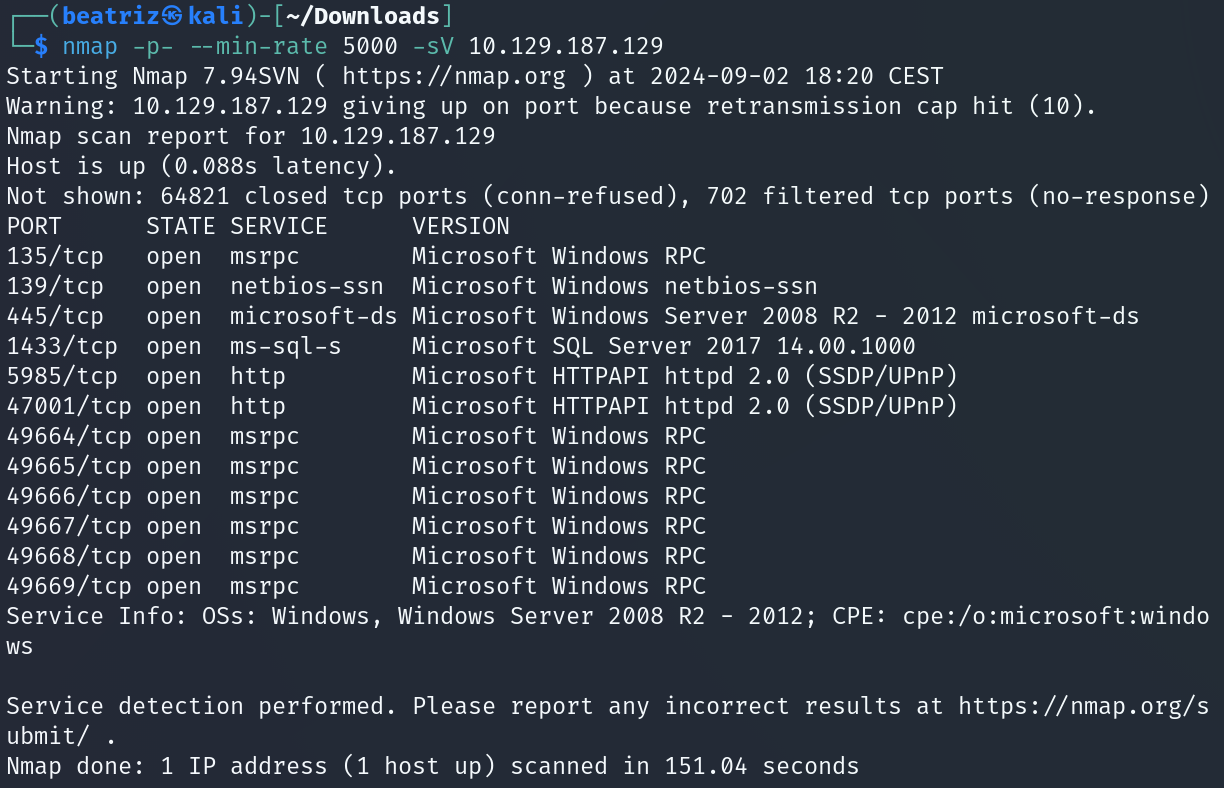 ┌──(beatriz㉿kali)-[~/Downloads]
└─$ nmap -p- --min-rate 5000 -sV 10.129.187.129
Starting Nmap 7.94SVN ( https://nmap.org ) at 2024-09-02 18:20 CEST
Warning: 10.129.187.129 giving up on port because retransmission cap hit (10).
Nmap scan report for 10.129.187.129
Host is up (0.088s latency).
Not shown: 64821 closed tcp ports (conn-refused), 702 filtered tcp ports (no-response)
PORT      STATE SERVICE      VERSION
135/tcp   open  msrpc        Microsoft Windows RPC
139/tcp   open  netbios-ssn  Microsoft Windows netbios-ssn
445/tcp   open  microsoft-ds Microsoft Windows Server 2008 R2 - 2012 microsoft-ds
1433/tcp  open  ms-sql-s     Microsoft SQL Server 2017 14.00.1000
5985/tcp  open  http         Microsoft HTTPAPI httpd 2.0 (SSDP/UPnP)
47001/tcp open  http         Microsoft HTTPAPI httpd 2.0 (SSDP/UPnP)
49664/tcp open  msrpc        Microsoft Windows RPC
49665/tcp open  msrpc        Microsoft Windows RPC
49666/tcp open  msrpc        Microsoft Windows RPC
49667/tcp open  msrpc        Microsoft Windows RPC
49668/tcp open  msrpc        Microsoft Windows RPC
49669/tcp open  msrpc        Microsoft Windows RPC
Service Info: OSs: Windows, Windows Server 2008 R2 - 2012; CPE: cpe:/o:microsoft:windo
ws

Service detection performed. Please report any incorrect results at https://nmap.org/s
ubmit/ .
Nmap done: 1 IP address (1 host up) scanned in 151.04 seconds